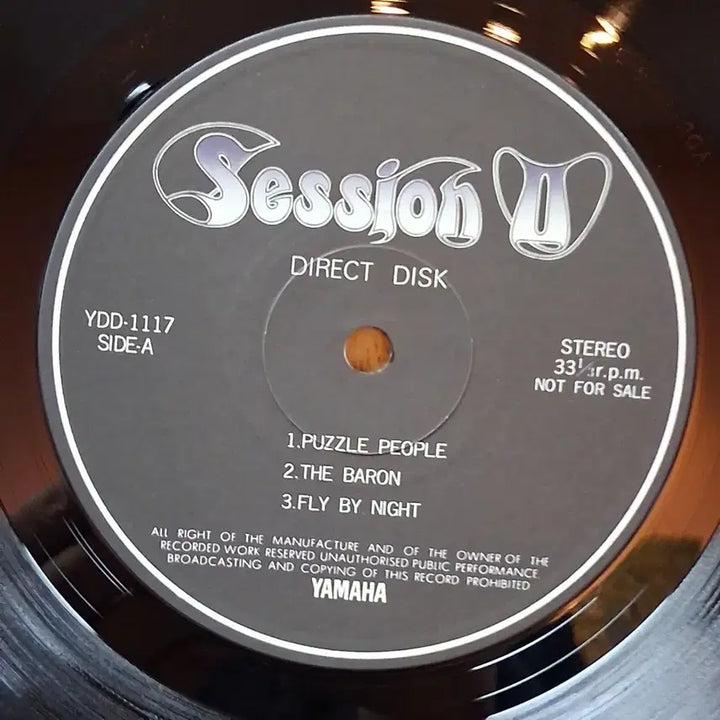 Session II
DIRECT DISK
YDD-1117
SIDE-A
STEREO
33⅓r.p.m.
NOT FOR SALE
1.PUZZLE PEOPLE
2.THE BARON
3.FLY BY NIGHT
ALL RIGHT OF THE MANUFACTURE AND OF THE OWNER OF THE
RECORDED WORK RESERVED UNAUTHORISED PUBLIC PERFORMANCE
BROADCASTING AND COPYING OF THIS RECORD PROHIBITED
YAMAHA